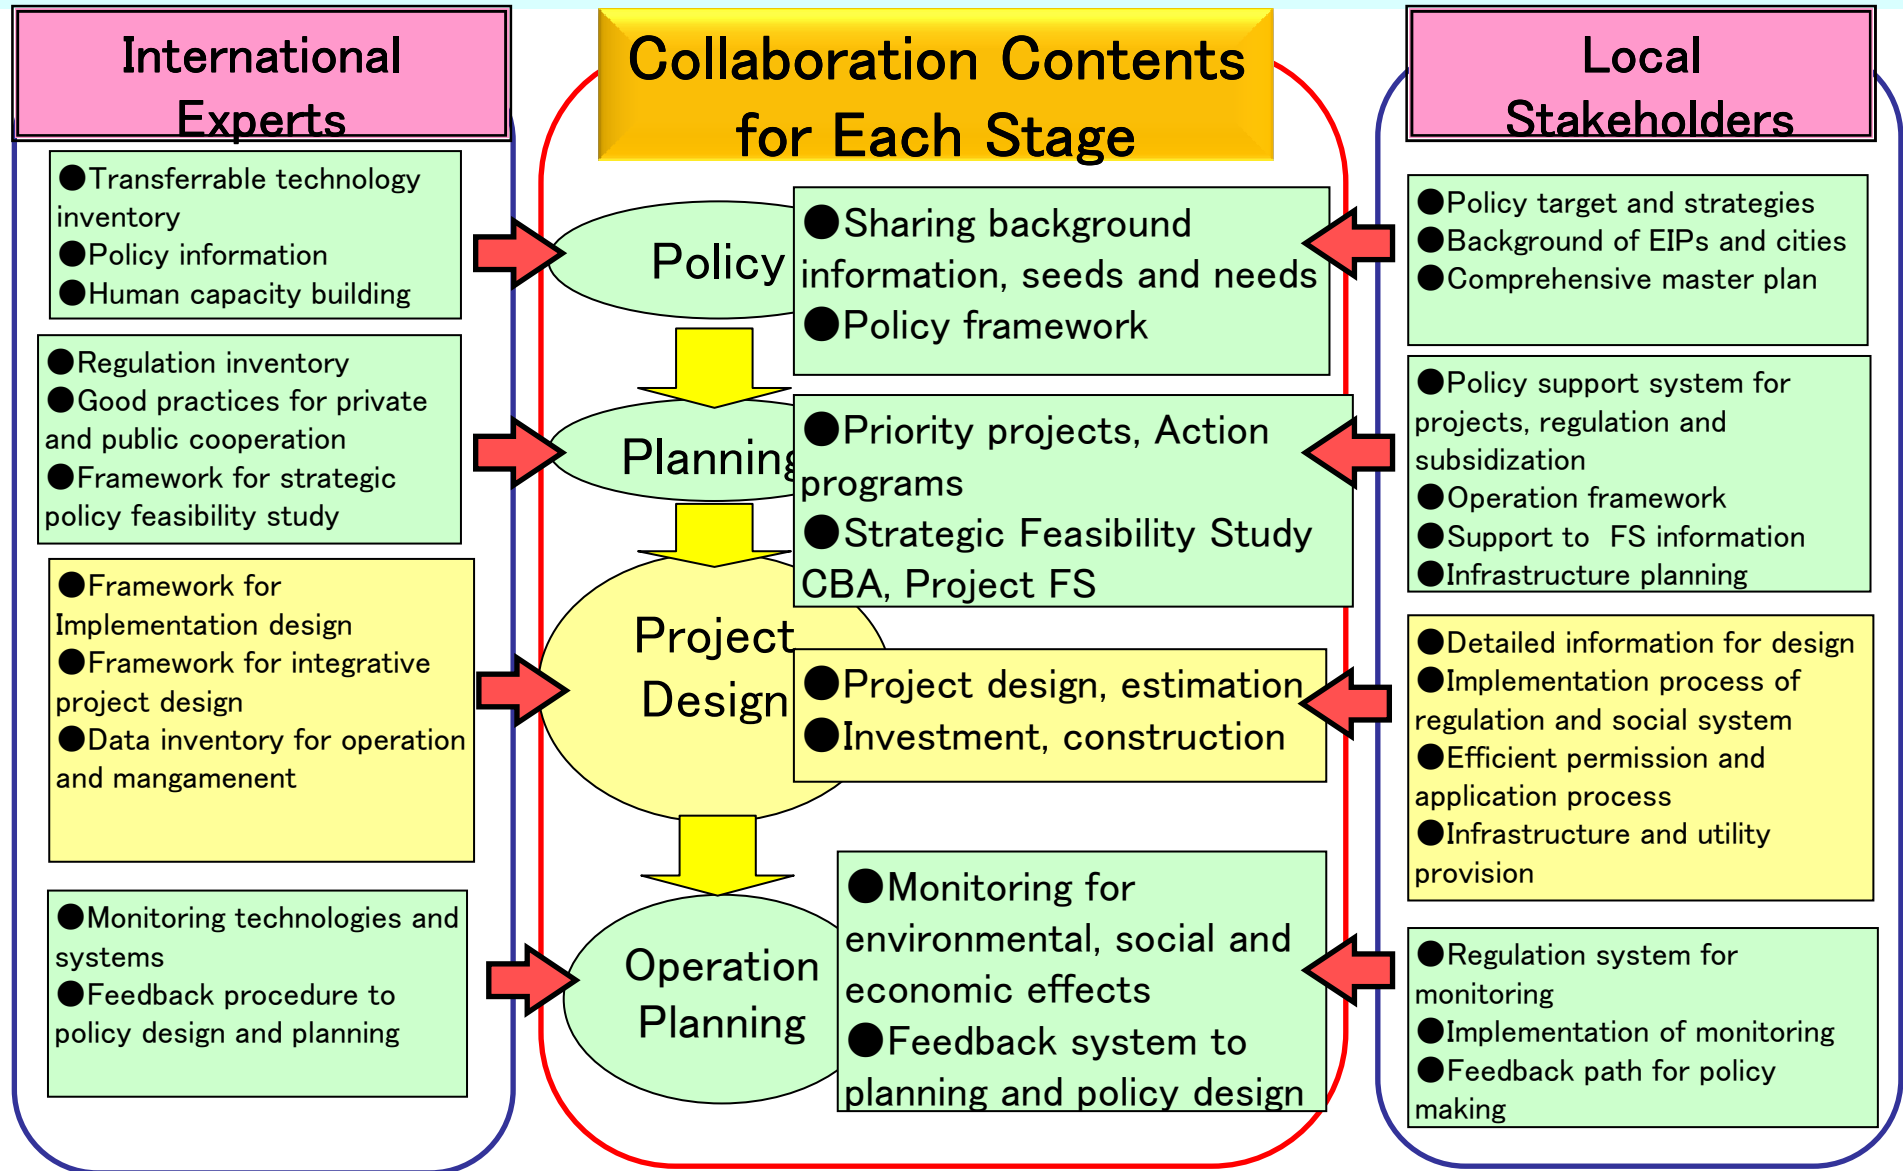 International
Experts
●Transferrable technology
inventory
●Policy information
●Human capacity building
●Regulation inventory
●Good practices for private
and public cooperation
●Framework for strategic
policy feasibility study
●Framework for
Implementation design
●Framework for integrative
project design
●Data inventory for operation
and mangamenent
●Monitoring technologies and
systems
●Feedback procedure to
policy design and planning
Collaboration Contents
for Each Stage
Policy
●Sharing background
information, seeds and needs
●Policy framework
Planning
●Priority projects, Action
programs
●Strategic Feasibility Study
CBA, Project FS
Project
Design
●Project design, estimation
●Investment, construction
Operation
Planning
●Monitoring for
environmental, social and
economic effects
●Feedback system to
planning and policy design
Local
Stakeholders
●Policy target and strategies
●Background of EIPs and cities
●Comprehensive master plan
●Policy support system for
projects, regulation and
subsidization
●Operation framework
●Support to FS information
●Infrastructure planning
●Detailed information for design
●Implementation process of
regulation and social system
●Efficient permission and
application process
●Infrastructure and utility
provision
●Regulation system for
monitoring
●Implementation of monitoring
●Feedback path for policy
making